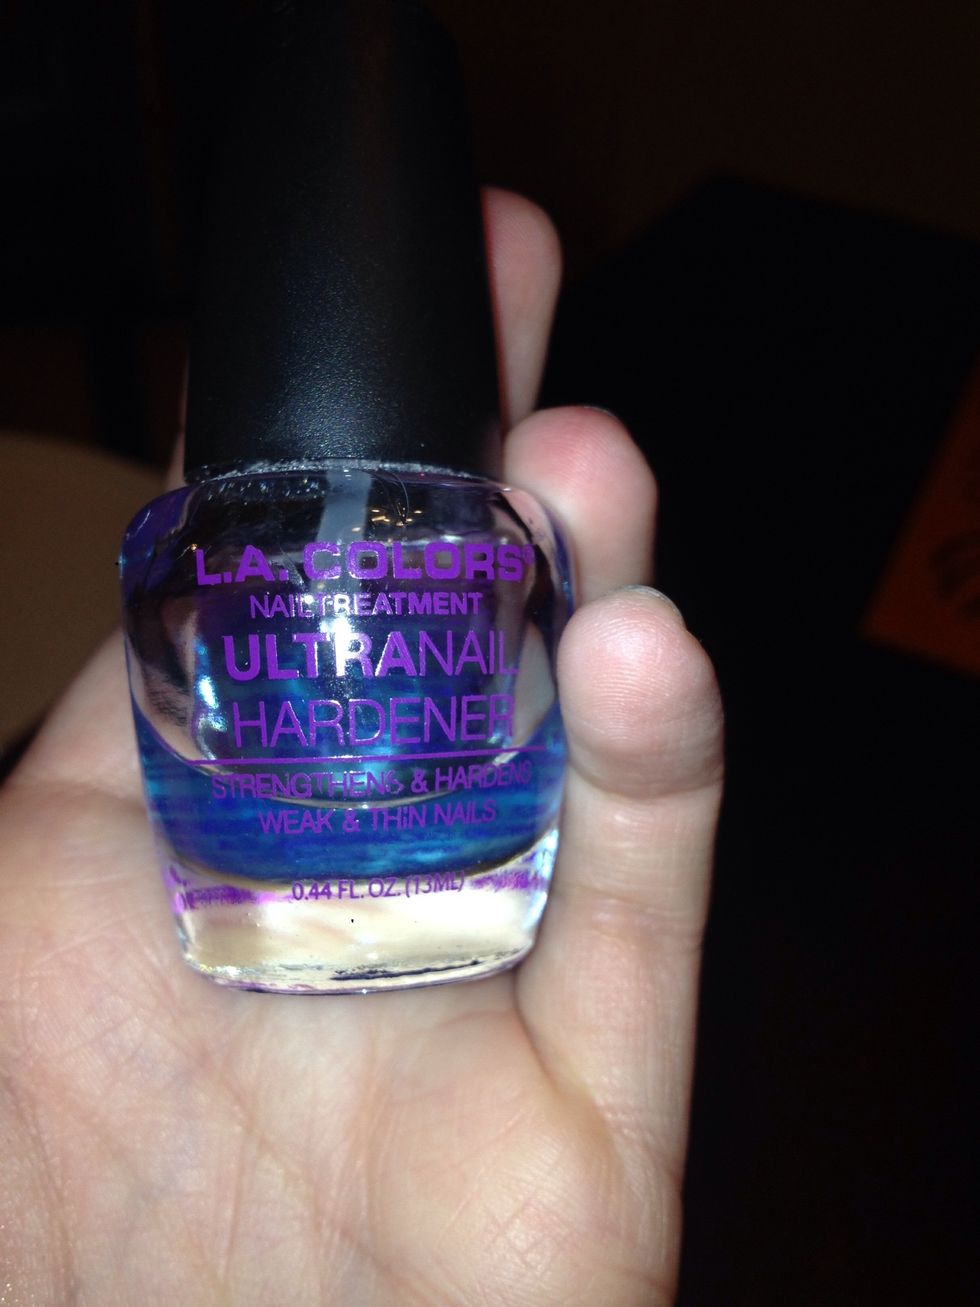 L.A. COLORS®
NAIL TREATMENT
ULTRANAIL
HARDENER
STRENGTHENS & HARDENS
WEAK & THIN NAILS
0.44 FL. OZ. (13ML)